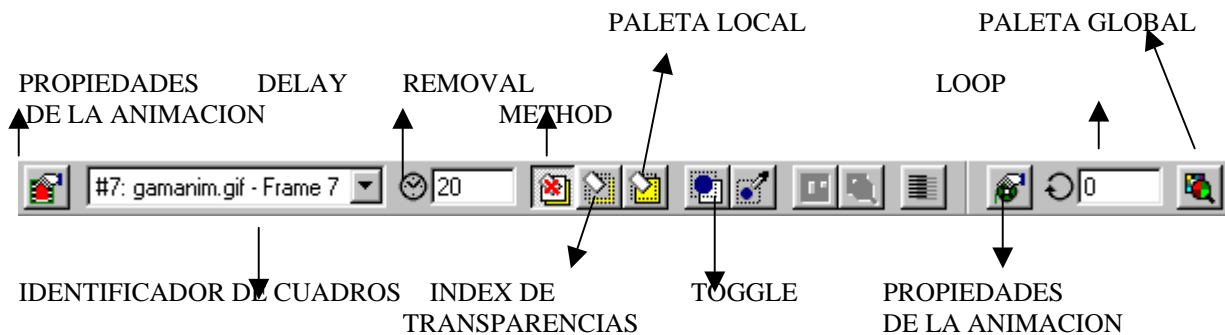 PALETA LOCAL
PALETA GLOBAL
PROPIEDADES
DE LA ANIMACION
DELAY
REMOVAL
METHOD
LOOP
#7: gamanim.gif - Frame 7
20
0
IDENTIFICADOR DE CUADROS
INDEX DE
TRANSPARENCIAS
TOGGLE
PROPIEDADES
DE LA ANIMACION